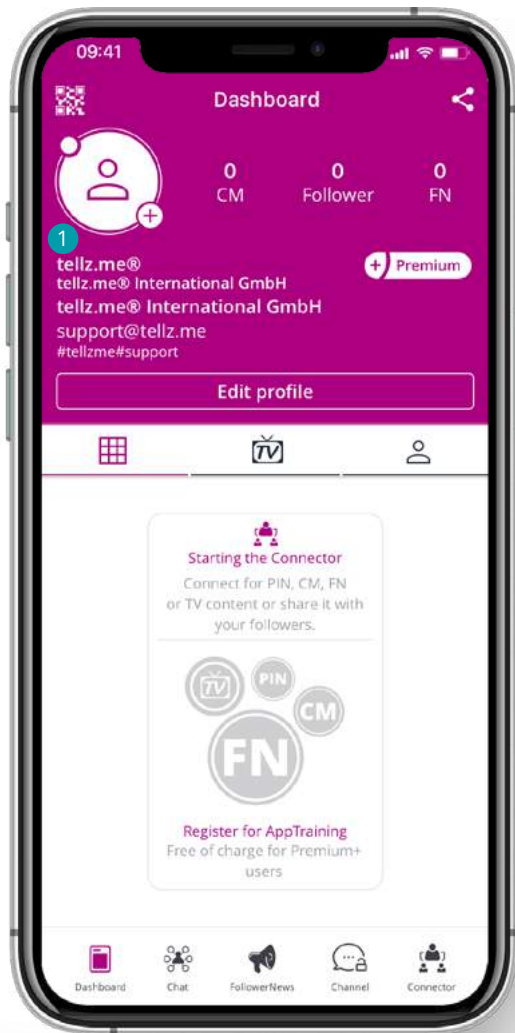 09:41
Dashboard
0 0 0
CM Follower FN
1
tellz.me®
tellz.me® International GmbH
+ Premium
tellz.me® International GmbH
support@tellz.me
#tellzme#support
Edit profile
TV
Starting the Connector
Connect for PIN, CM, FN
or TV content or share it with
your followers.
TV PIN
CM
FN
Register for AppTraining
Free of charge for Premium+
users
Dashboard Chat FollowerNews Channel Connector